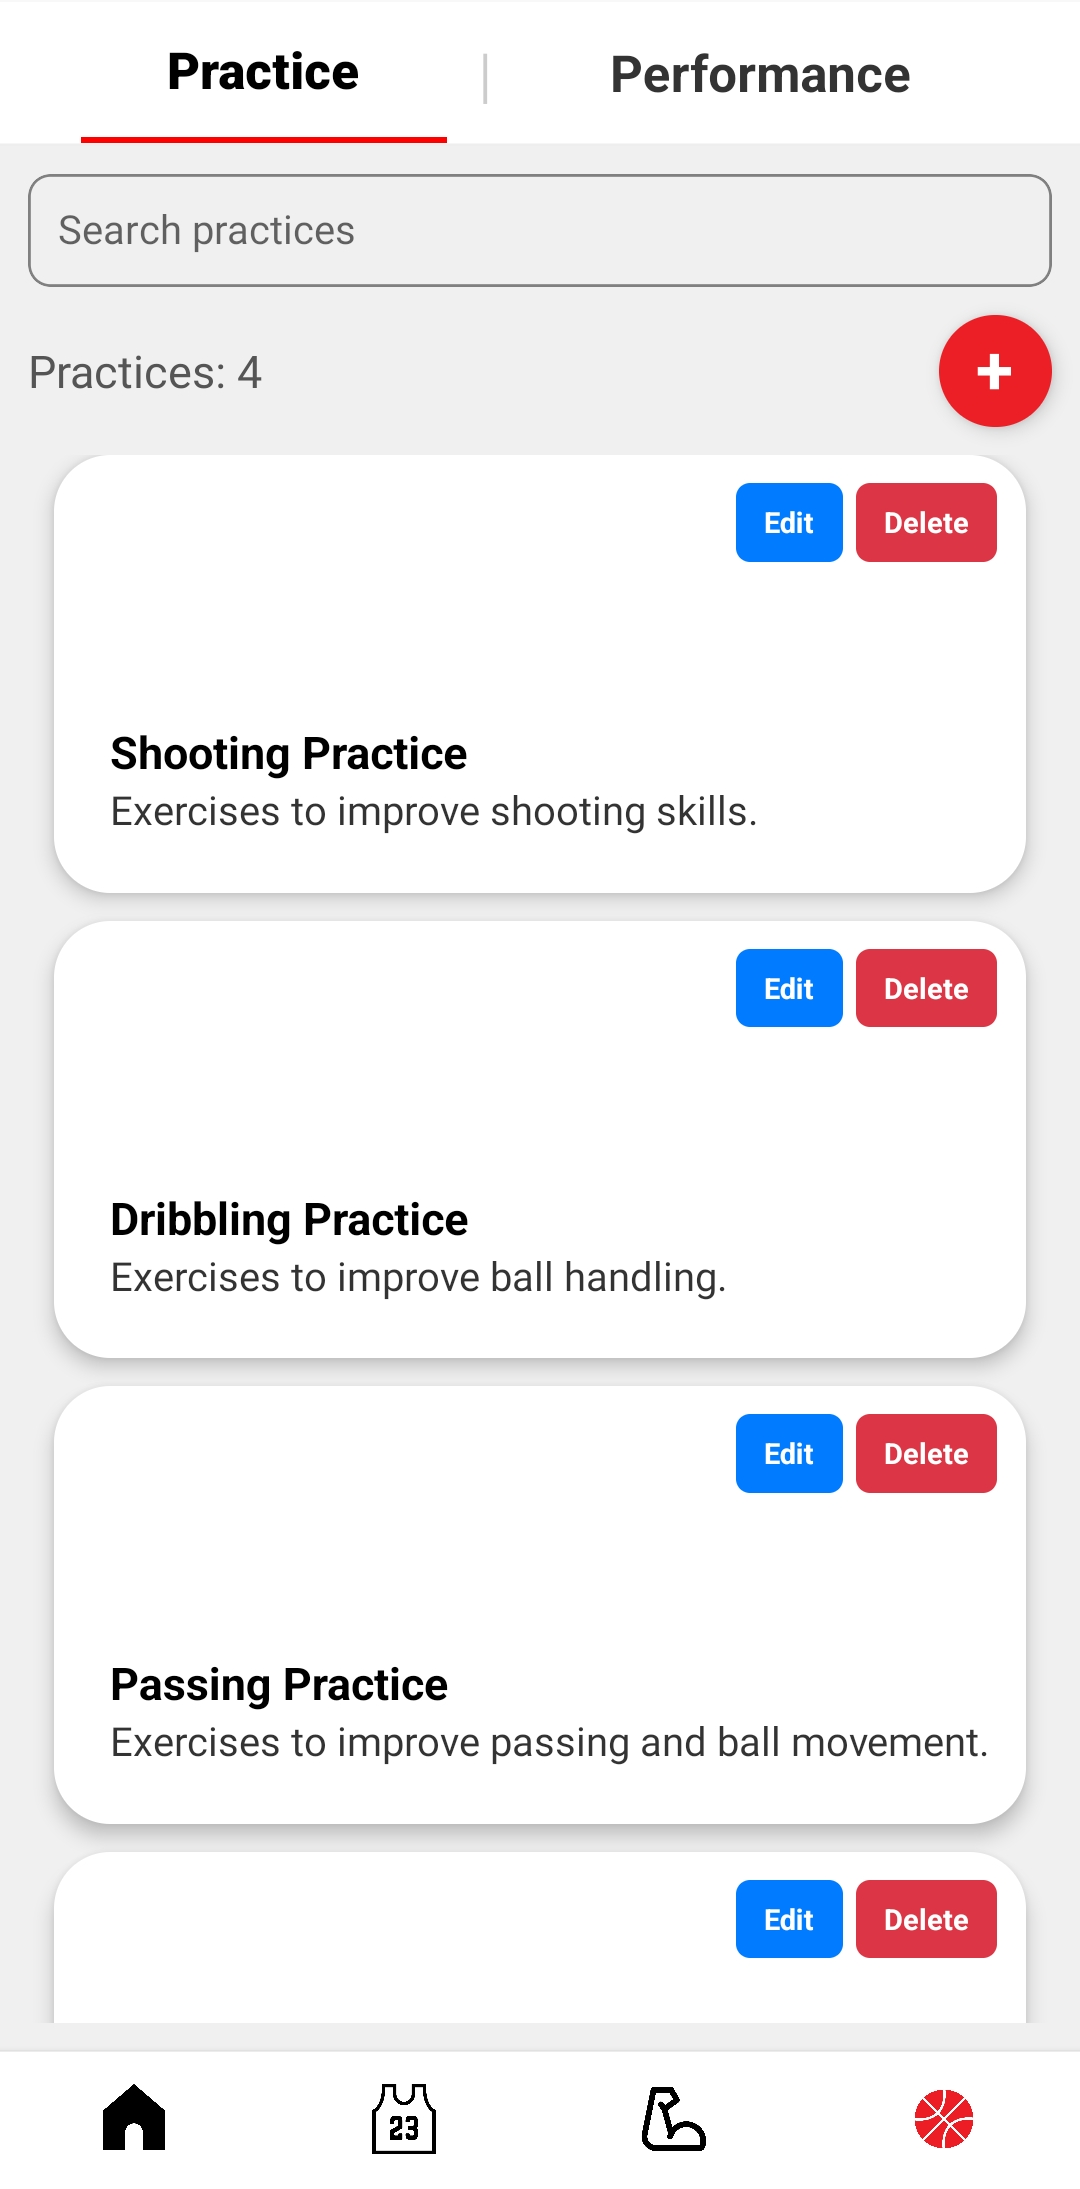 Practice | Performance
Search practices
Practices: 4
+
Edit Delete
Shooting Practice
Exercises to improve shooting skills.
Edit Delete
Dribbling Practice
Exercises to improve ball handling.
Edit Delete
Passing Practice
Exercises to improve passing and ball movement.
Edit Delete
23